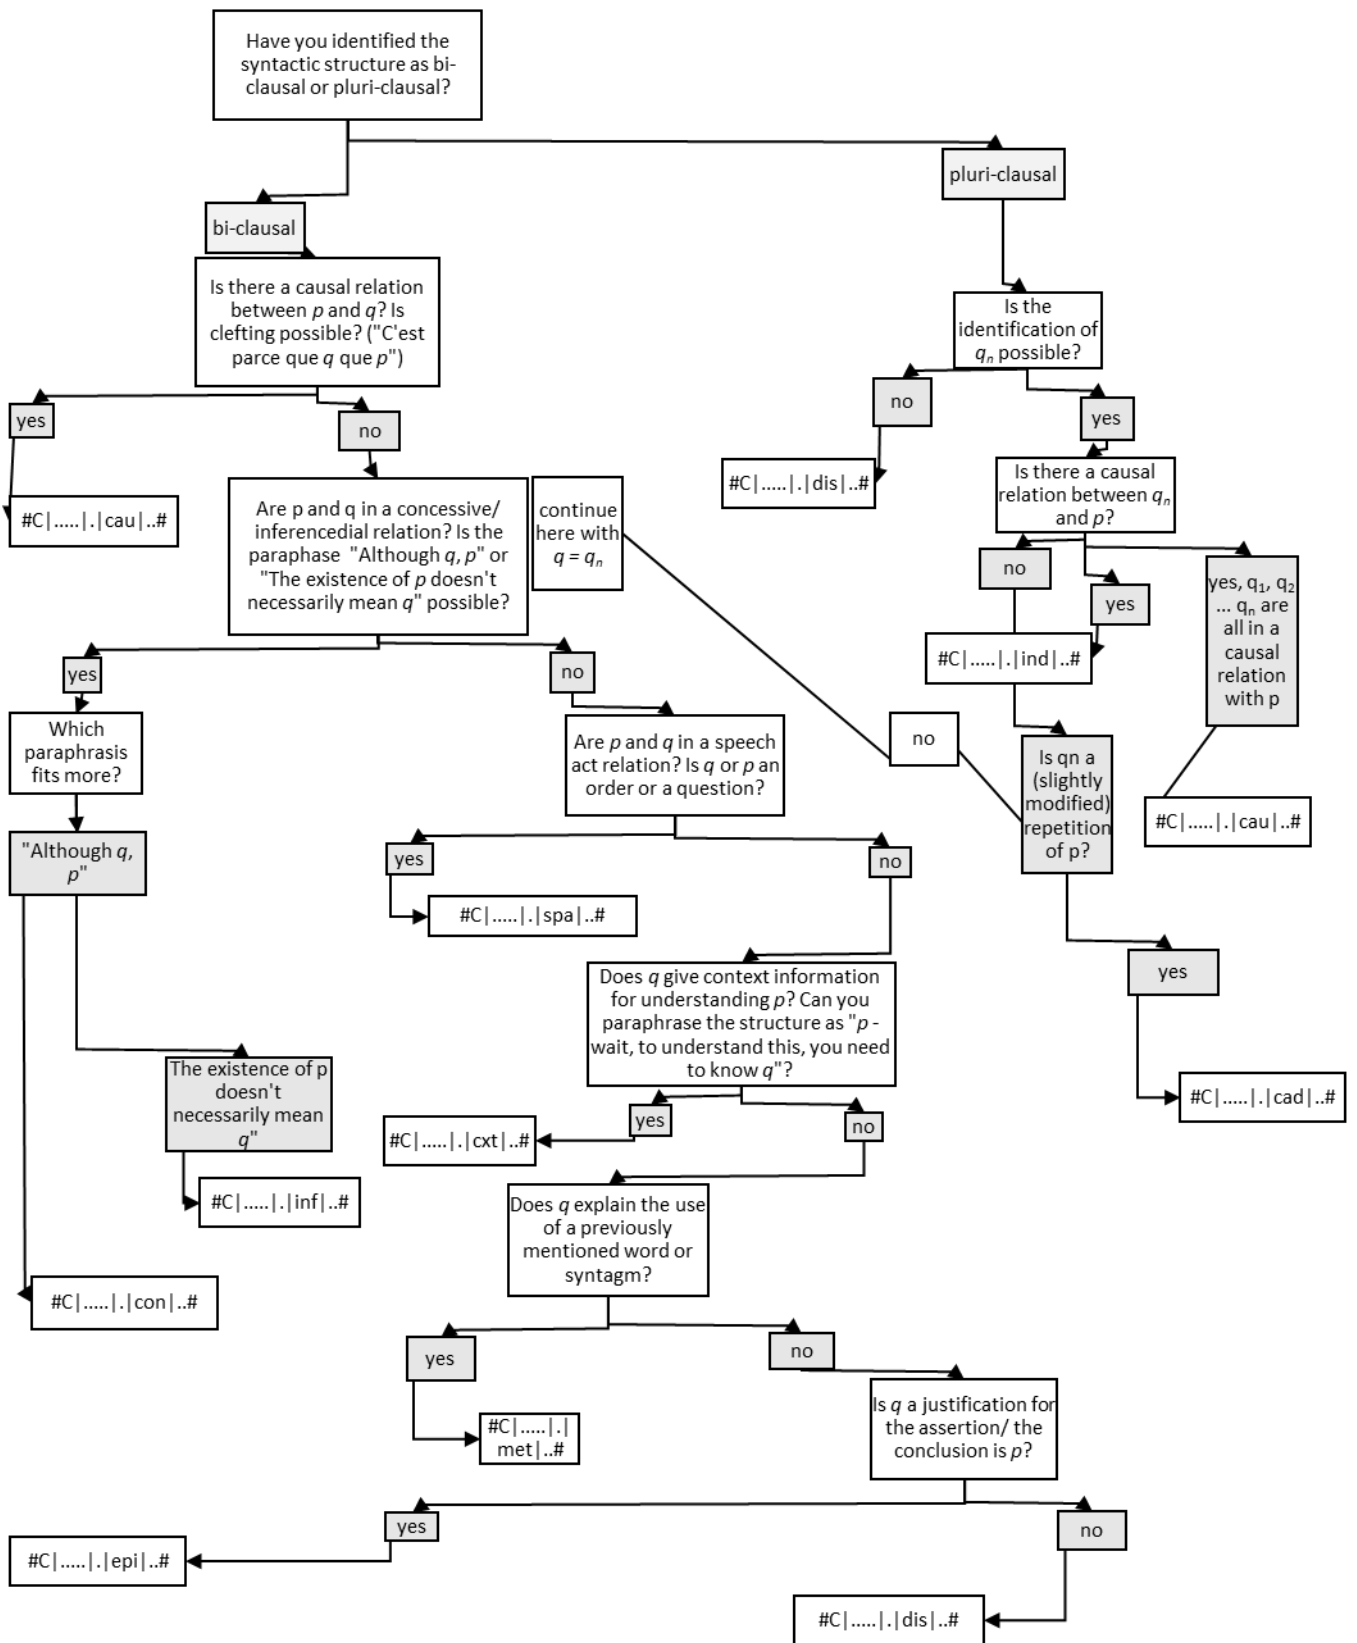 Have you identified the
syntactic structure as bi-
clausal or pluri-clausal?
pluri-clausal
bi-clausal
Is there a causal relation
between p and q? Is
clefting possible? ("C'est
parce que q que p")
Is the
identification of
qₙ possible?
yes
no
no
yes
#C|.....|.|cau|..#
Are p and q in a concessive/
inferencedial relation? Is the
paraphase "Although q, p" or
"The existence of p doesn't
necessarily mean q" possible?
continue
here with
q = qₙ
#C|.....|.|dis|..#
Is there a causal
relation between qₙ
and p?
no
yes
yes, q₁, q₂
... qₙ are
all in a
causal
relation
with p
#C|.....|.|ind|..#
yes
no
Which
paraphrasis
fits more?
Are p and q in a speech
act relation? Is q or p an
order or a question?
no
Is qn a
(slightly
modified)
repetition
of p?
#C|.....|.|cau|..#
"Although q,
p"
yes
no
#C|.....|.|spa|..#
yes
Does q give context information
for understanding p? Can you
paraphrase the structure as "p -
wait, to understand this, you need
to know q"?
The existence of p
doesn't
necessarily mean
q"
#C|.....|.|cad|..#
yes
no
#C|.....|.|cxt|..#
#C|.....|.|inf|..#
Does q explain the use
of a previously
mentioned word or
syntagm?
#C|.....|.|con|..#
yes
no
#C|.....|.|
met|..#
Is q a justification for
the assertion/ the
conclusion is p?
yes
no
#C|.....|.|epi|..#
#C|.....|.|dis|..#